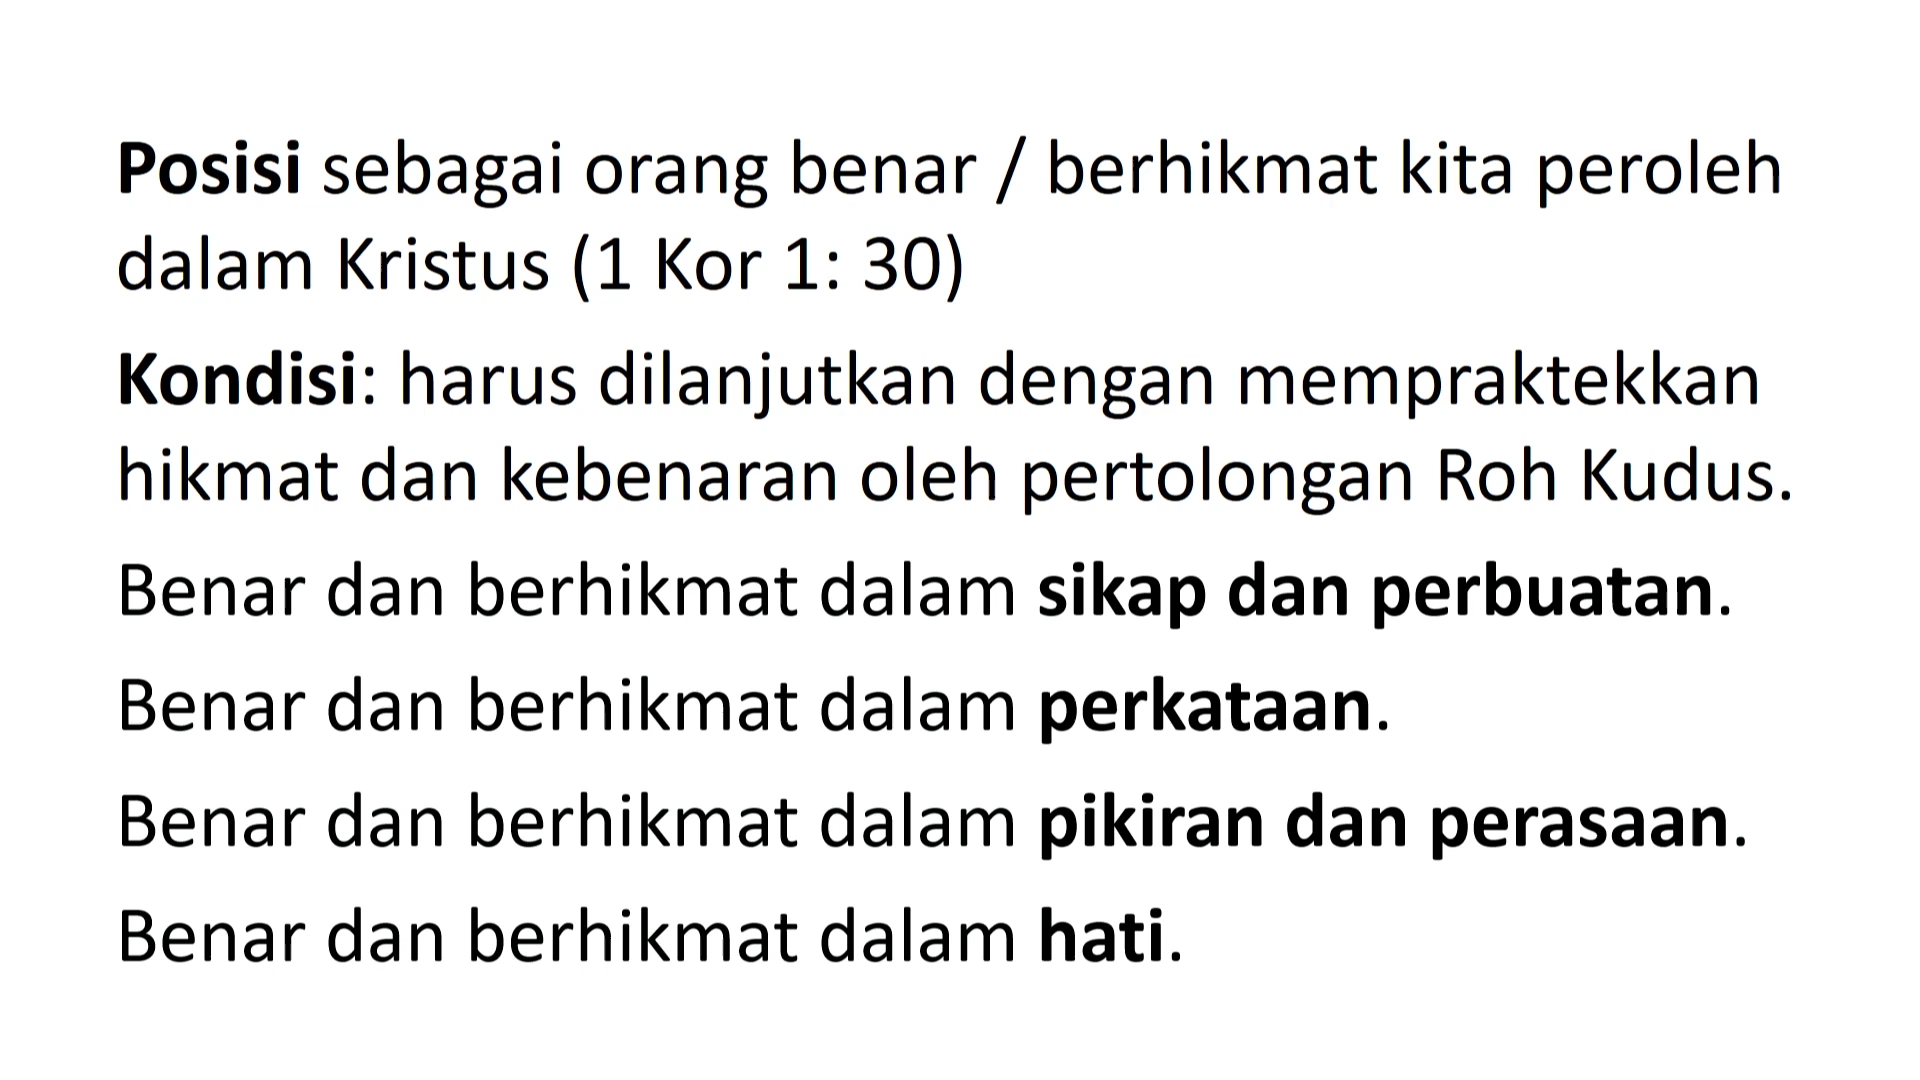 Posisi sebagai orang benar / berhikmat kita peroleh
dalam Kristus (1 Kor 1: 30)
Kondisi: harus dilanjutkan dengan mempraktekkan
hikmat dan kebenaran oleh pertolongan Roh Kudus.
Benar dan berhikmat dalam sikap dan perbuatan.
Benar dan berhikmat dalam perkataan.
Benar dan berhikmat dalam pikiran dan perasaan.
Benar dan berhikmat dalam hati.